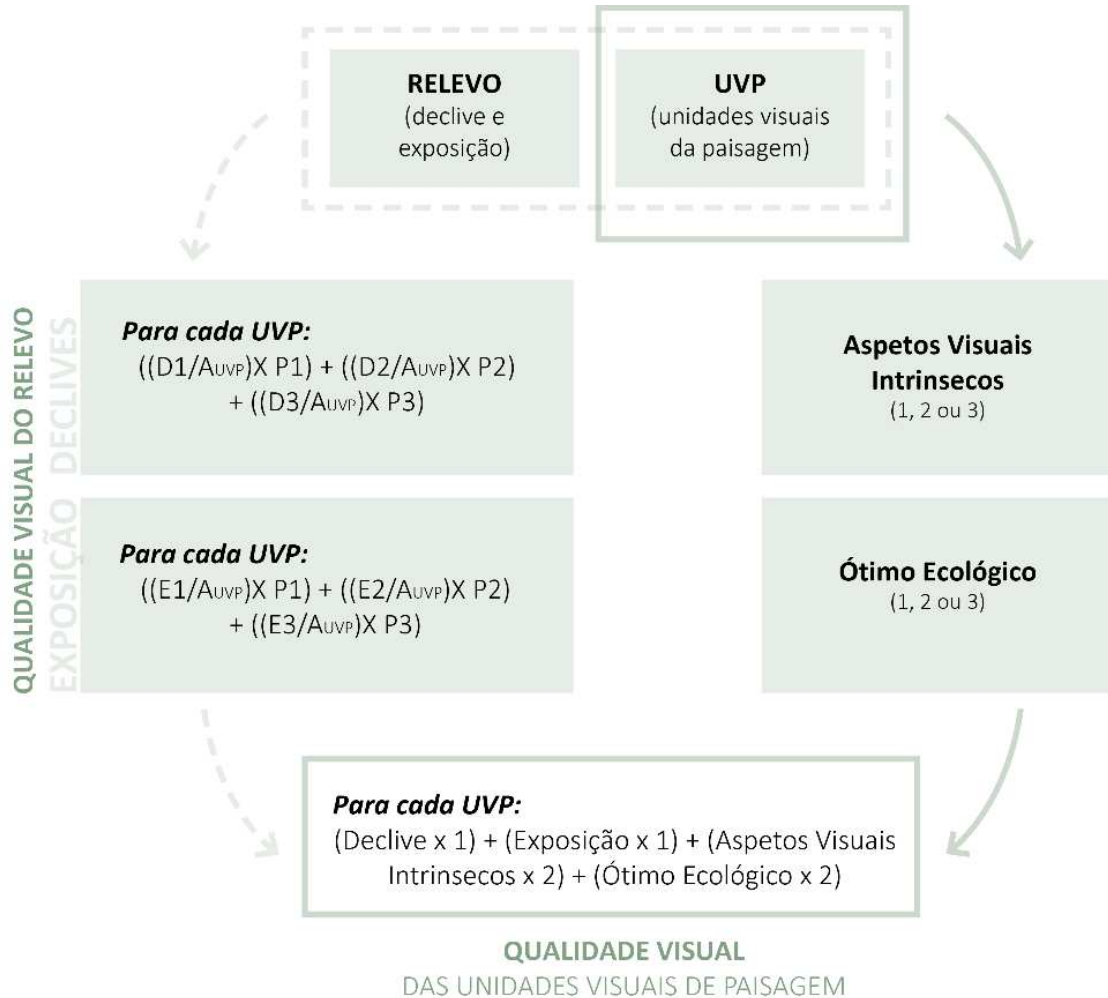 RELEVO
(declive e
exposição)
UVP
(unidades visuais
da paisagem)
QUALIDADE VISUAL DO RELEVO
DECLIVES
Para cada UVP:
((D1/AUVP)X P1) + ((D2/AUVP)X P2)
+ ((D3/AUVP)X P3)
Aspetos Visuais
Intrinsecos
(1, 2 ou 3)
EXPOSIÇÃO
Para cada UVP:
((E1/AUVP)X P1) + ((E2/AUVP)X P2)
+ ((E3/AUVP)X P3)
Ótimo Ecológico
(1, 2 ou 3)
Para cada UVP:
(Declive x 1) + (Exposição x 1) + (Aspetos Visuais
Intrinsecos x 2) + (Ótimo Ecológico x 2)
QUALIDADE VISUAL
DAS UNIDADES VISUAIS DE PAISAGEM